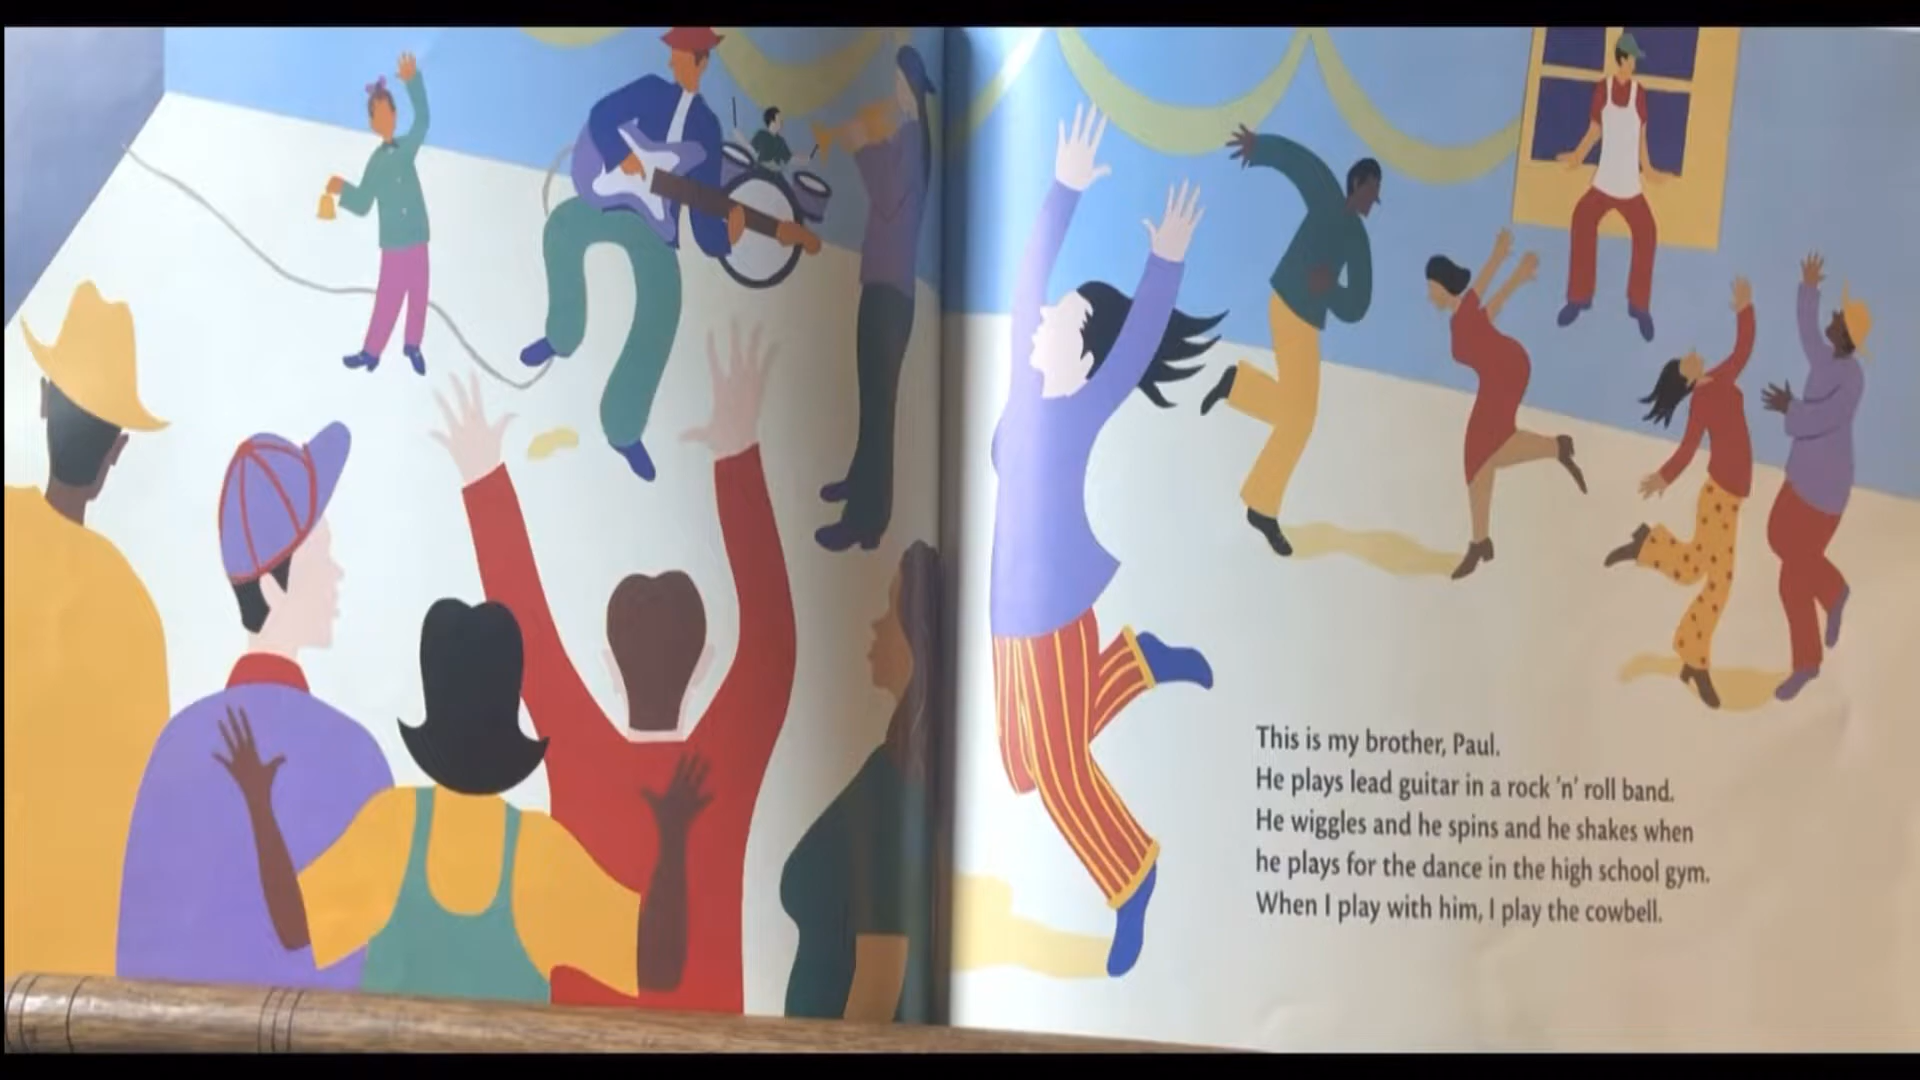 This is my brother, Paul.
He plays lead guitar in a rock 'n' roll band.
He wiggles and he spins and he shakes when
he plays for the dance in the high school gym.
When I play with him, I play the cowbell.